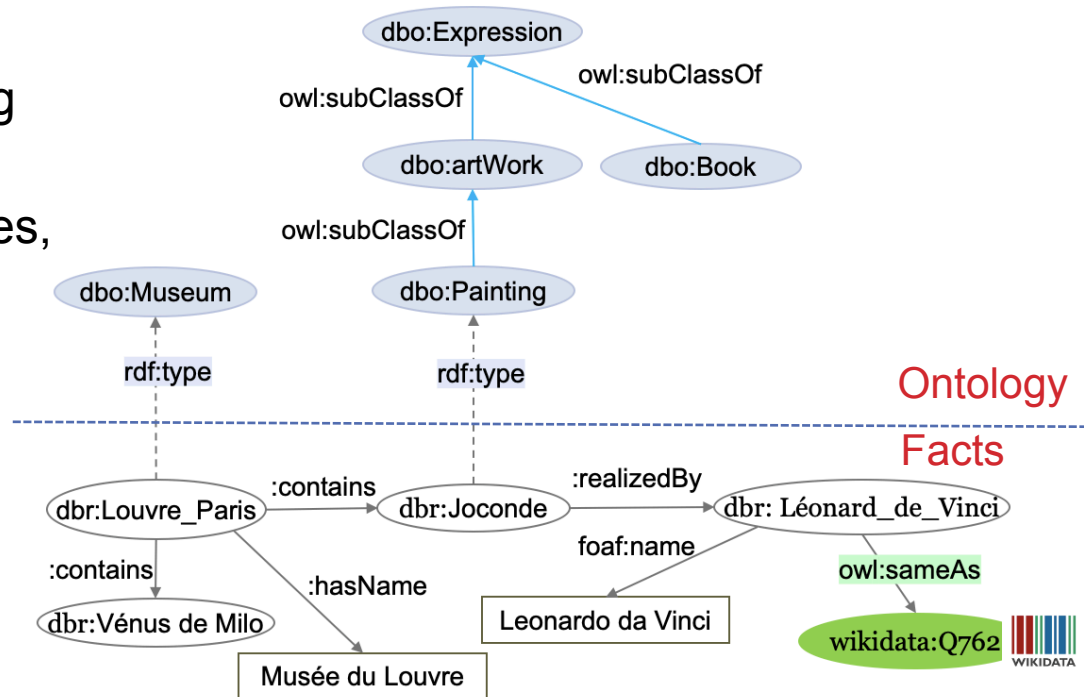 dbo:Expression
owl:subClassOf
owl:subClassOf
g
dbo:artWork
dbo:Book
es,
owl:subClassOf
dbo:Museum
dbo:Painting
rdf:type
rdf:type
Ontology
Facts
:contains
:realizedBy
dbr:Louvre_Paris
dbr:Joconde
dbr: Léonard_de_Vinci
foaf:name
:contains
:hasName
owl:sameAs
dbr:Vénus de Milo
Leonardo da Vinci
wikidata:Q762
WIKIDATA
Musée du Louvre